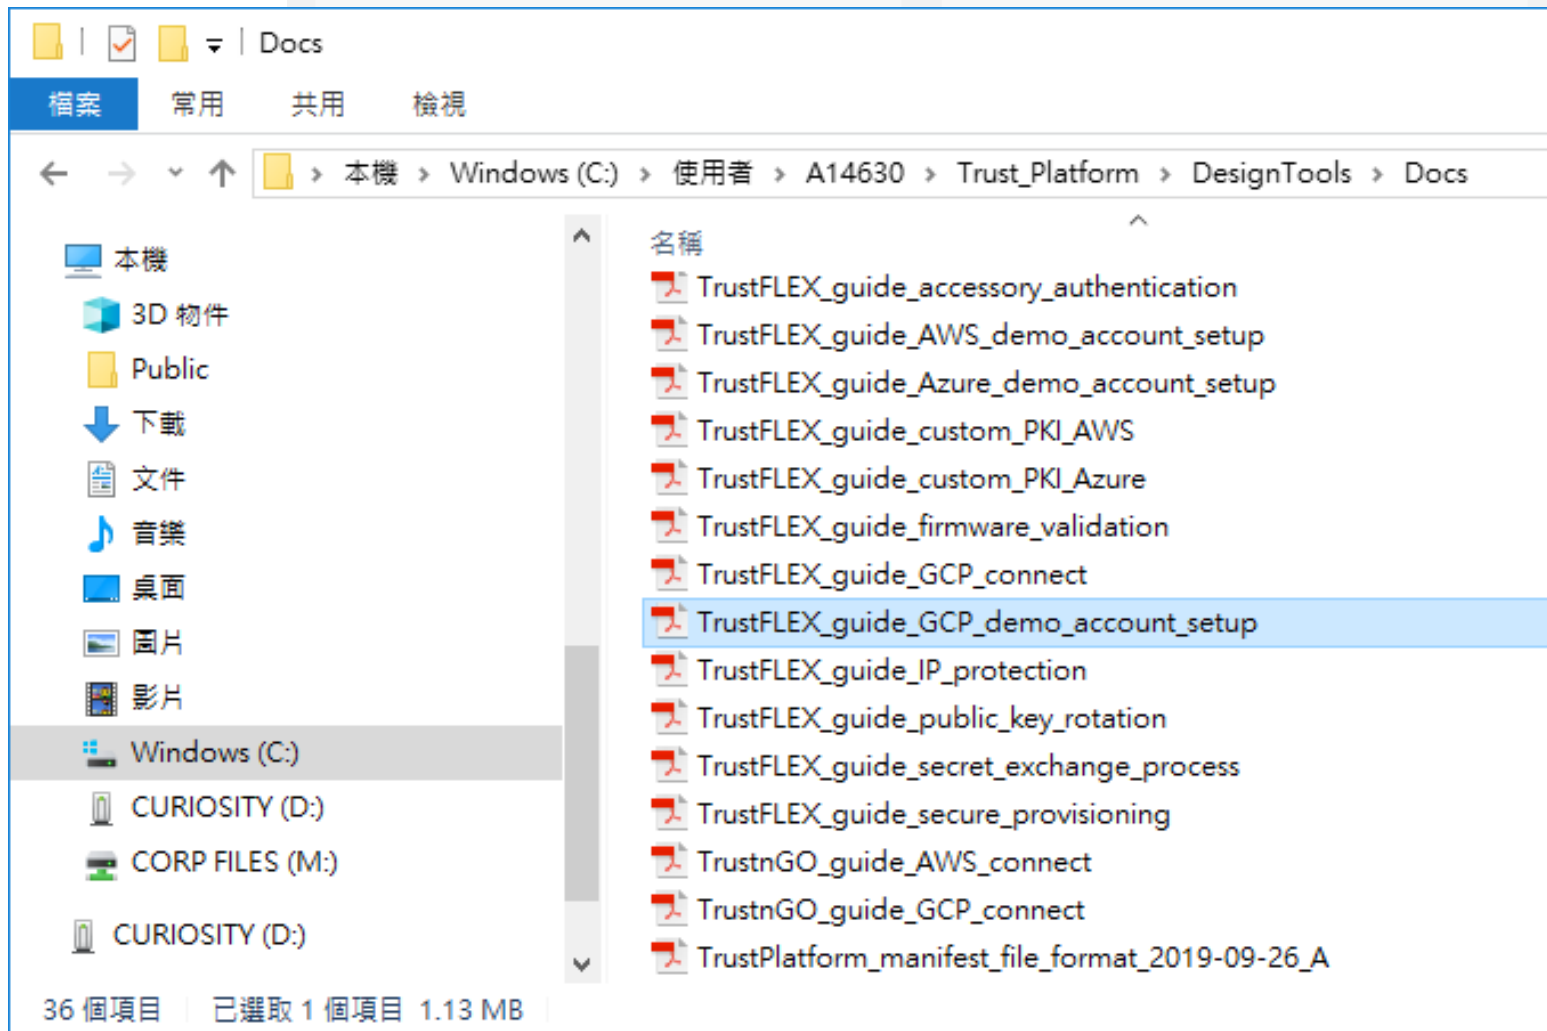 Docs
檔案 常用 共用 檢視
本機 Windows (C:) 使用者 A14630 Trust_Platform DesignTools Docs
本機
3D 物件
Public
下載
文件
音樂
桌面
圖片
影片
Windows (C:)
CURIOSITY (D:)
CORP FILES (M:)
CURIOSITY (D:)
名稱
TrustFLEX_guide_accessory_authentication
TrustFLEX_guide_AWS_demo_account_setup
TrustFLEX_guide_Azure_demo_account_setup
TrustFLEX_guide_custom_PKI_AWS
TrustFLEX_guide_custom_PKI_Azure
TrustFLEX_guide_firmware_validation
TrustFLEX_guide_GCP_connect
TrustFLEX_guide_GCP_demo_account_setup
TrustFLEX_guide_IP_protection
TrustFLEX_guide_public_key_rotation
TrustFLEX_guide_secret_exchange_process
TrustFLEX_guide_secure_provisioning
TrustnGO_guide_AWS_connect
TrustnGO_guide_GCP_connect
TrustPlatform_manifest_file_format_2019-09-26_A
36 個項目 已選取 1 個項目 1.13 MB